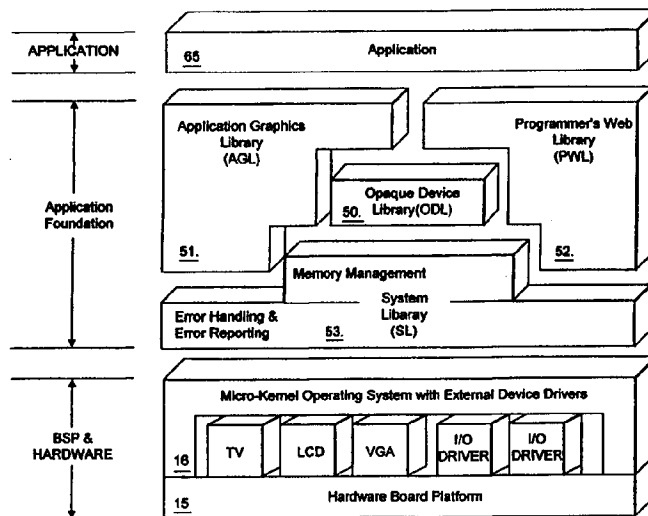 APPLICATION
Application
65
Application Graphics
Library
(AGL)
Programmer's Web
Library
(PWL)
Opaque Device
Library(ODL)
50.
Application
Foundation
51.
52.
Memory Management
System
Libaray
(SL)
Error Handling &
Error Reporting
53.
Micro-Kernel Operating System with External Device Drivers
BSP &
HARDWARE
TV
LCD
VGA
I/O
DRIVER
I/O
DRIVER
16
Hardware Board Platform
15